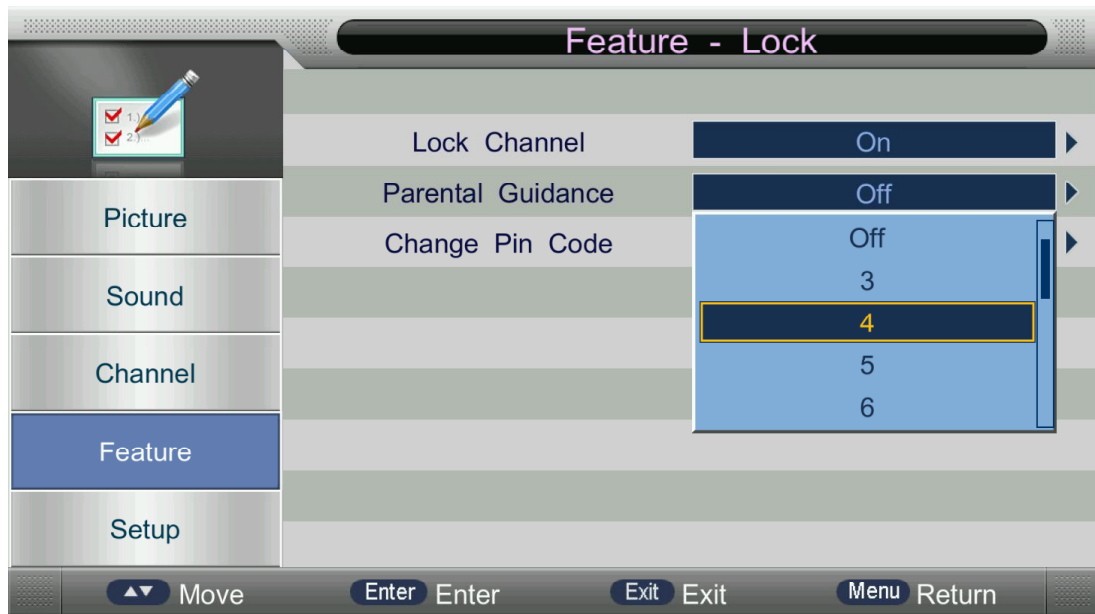 Feature - Lock
1.)
2.)...
Picture
Sound
Channel
Feature
Setup
Lock Channel On
Parental Guidance Off
Change Pin Code
Off
3
4
5
6
Move
Enter Enter
Exit Exit
Menu Return